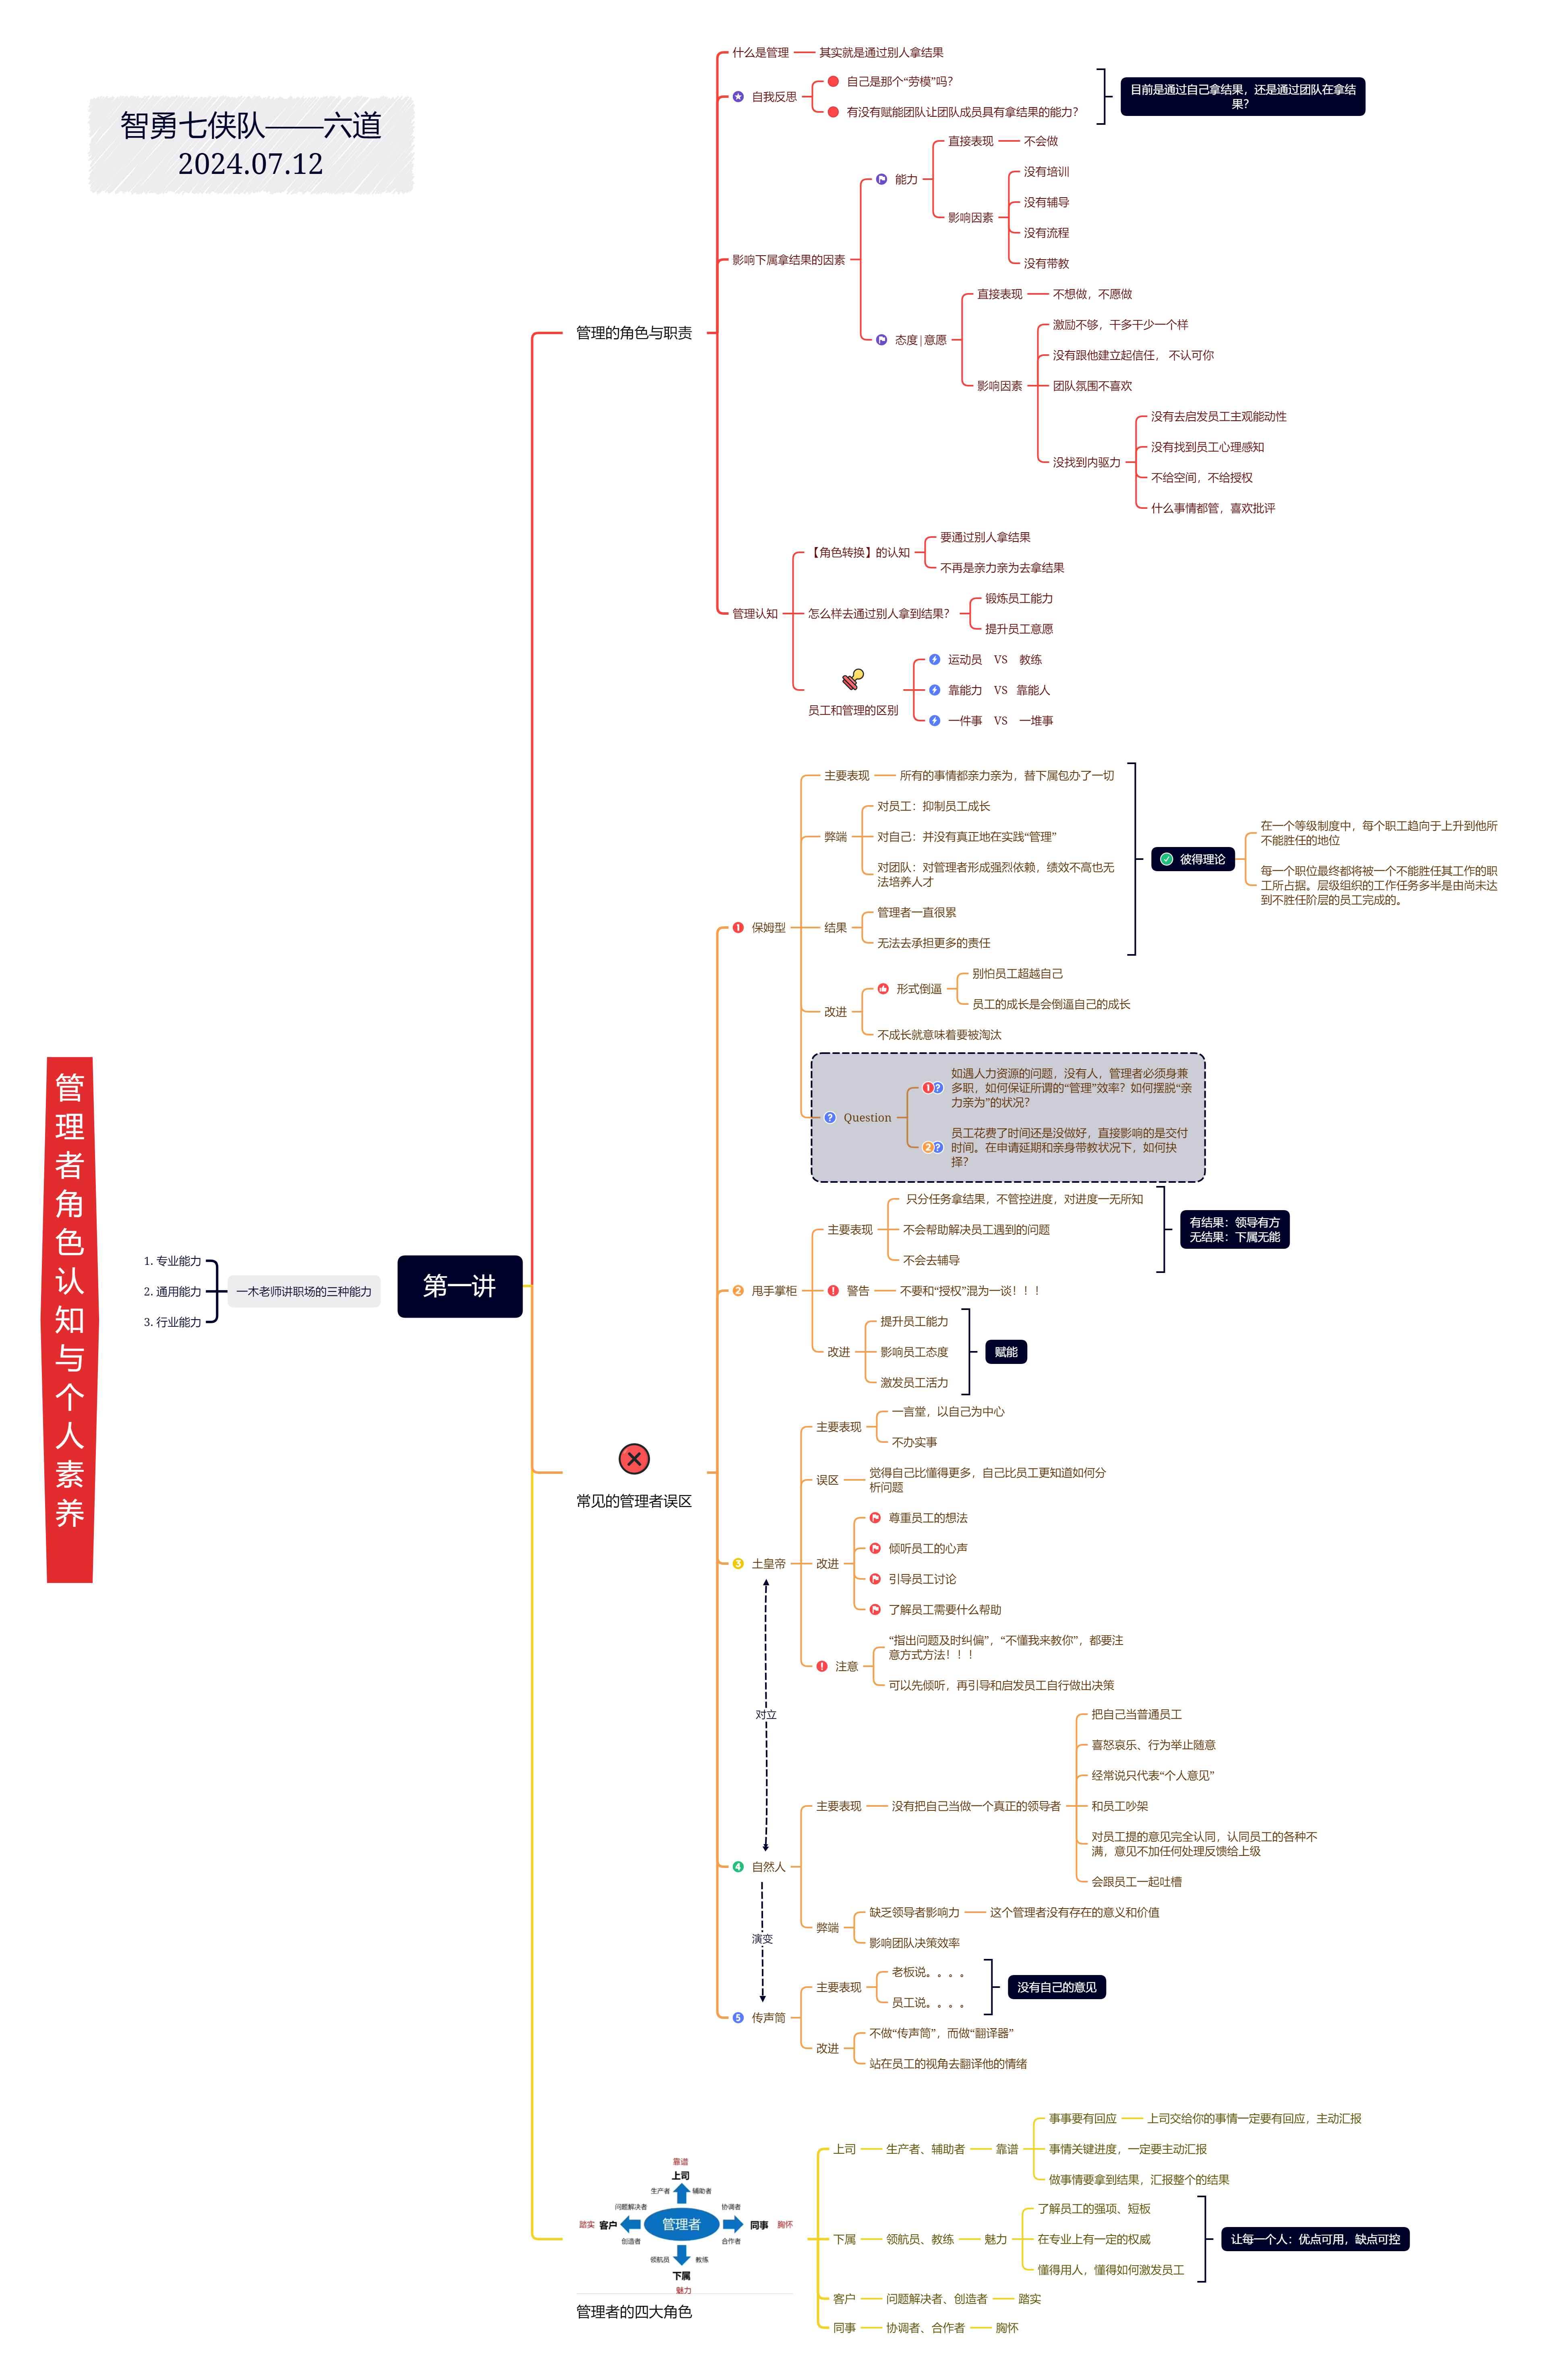 智勇七侠队——六道
2024.07.12
管理者角色认知与个人素养
第一讲
一木老师讲职场的三种能力
1. 专业能力
2. 通用能力
3. 行业能力
管理的角色与职责
什么是管理
其实就是通过别人拿结果
自我反思
自己是那个“劳模”吗？
有没有赋能团队让团队成员具有拿结果的能力？
目前是通过自己拿结果，还是通过团队在拿结
果？
影响下属拿结果的因素
能力
直接表现
不会做
影响因素
没有培训
没有辅导
没有流程
没有带教
态度|意愿
直接表现
不想做，不愿做
影响因素
激励不够，干多干少一个样
没有跟他建立起信任， 不认可你
团队氛围不喜欢
没找到内驱力
没有去启发员工主观能动性
没有找到员工心理感知
不给空间，不给授权
什么事情都管，喜欢批评
管理认知
【角色转换】的认知
要通过别人拿结果
不再是亲力亲为去拿结果
怎么样去通过别人拿到结果？
锻炼员工能力
提升员工意愿
员工和管理的区别
运动员 VS 教练
靠能力 VS 靠能人
一件事 VS 一堆事
常见的管理者误区
1 保姆型
主要表现
所有的事情都亲力亲为，替下属包办了一切
弊端
对员工：抑制员工成长
对自己：并没有真正地在实践“管理”
对团队：对管理者形成强烈依赖，绩效不高也无
法培养人才
结果
管理者一直很累
无法去承担更多的责任
彼得理论
在一个等级制度中，每个职工趋向于上升到他所
不能胜任的地位
每一个职位最终都将被一个不能胜任其工作的职
工所占据。层级组织的工作任务多半是由尚未达
到不胜任阶层的员工完成的。
改进
形式倒逼
别怕员工超越自己
员工的成长是会倒逼自己的成长
不成长就意味着要被淘汰
? Question
1? 如遇人力资源的问题，没有人，管理者必须身兼
多职，如何保证所谓的“管理”效率？如何摆脱“亲
力亲为”的状况？
2? 员工花费了时间还是没做好，直接影响的是交付
时间。在申请延期和亲身带教状况下，如何抉
择？
2 甩手掌柜
主要表现
只分任务拿结果，不管控进度，对进度一无所知
不会帮助解决员工遇到的问题
不会去辅导
有结果：领导有方
无结果：下属无能
! 警告
不要和“授权”混为一谈！！！
改进
提升员工能力
影响员工态度
激发员工活力
赋能
3 土皇帝
主要表现
一言堂，以自己为中心
不办实事
误区
觉得自己比懂得更多，自己比员工更知道如何分
析问题
改进
尊重员工的想法
倾听员工的心声
引导员工讨论
了解员工需要什么帮助
! 注意
“指出问题及时纠偏”，“不懂我来教你”，都要注
意方式方法！！！
可以先倾听，再引导和启发员工自行做出决策
对立
4 自然人
主要表现
没有把自己当做一个真正的领导者
把自己当普通员工
喜怒哀乐、行为举止随意
经常说只代表“个人意见”
和员工吵架
对员工提的意见完全认同，认同员工的各种不
满，意见不加任何处理反馈给上级
会跟员工一起吐槽
弊端
缺乏领导者影响力
这个管理者没有存在的意义和价值
影响团队决策效率
演变
5 传声筒
主要表现
老板说。。。。
员工说。。。。
没有自己的意见
改进
不做“传声筒”，而做“翻译器”
站在员工的视角去翻译他的情绪
靠谱
上司
生产者 辅助者
问题解决者 协调者
踏实 客户 管理者 同事 胸怀
创造者 合作者
领航员 教练
下属
魅力
管理者的四大角色
上司
生产者、辅助者
靠谱
事事要有回应
上司交给你的事情一定要有回应，主动汇报
事情关键进度，一定要主动汇报
做事情要拿到结果，汇报整个的结果
下属
领航员、教练
魅力
了解员工的强项、短板
在专业上有一定的权威
懂得用人，懂得如何激发员工
让每一个人：优点可用，缺点可控
客户
问题解决者、创造者
踏实
同事
协调者、合作者
胸怀